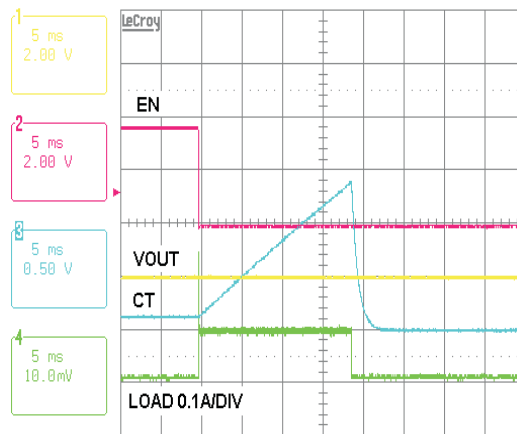 1
5 ms
2.00 V
2
5 ms
2.00 V
3
5 ms
0.50 V
4
5 ms
10.0mV
LeCroy
EN
VOUT
CT
LOAD 0.1A/DIV